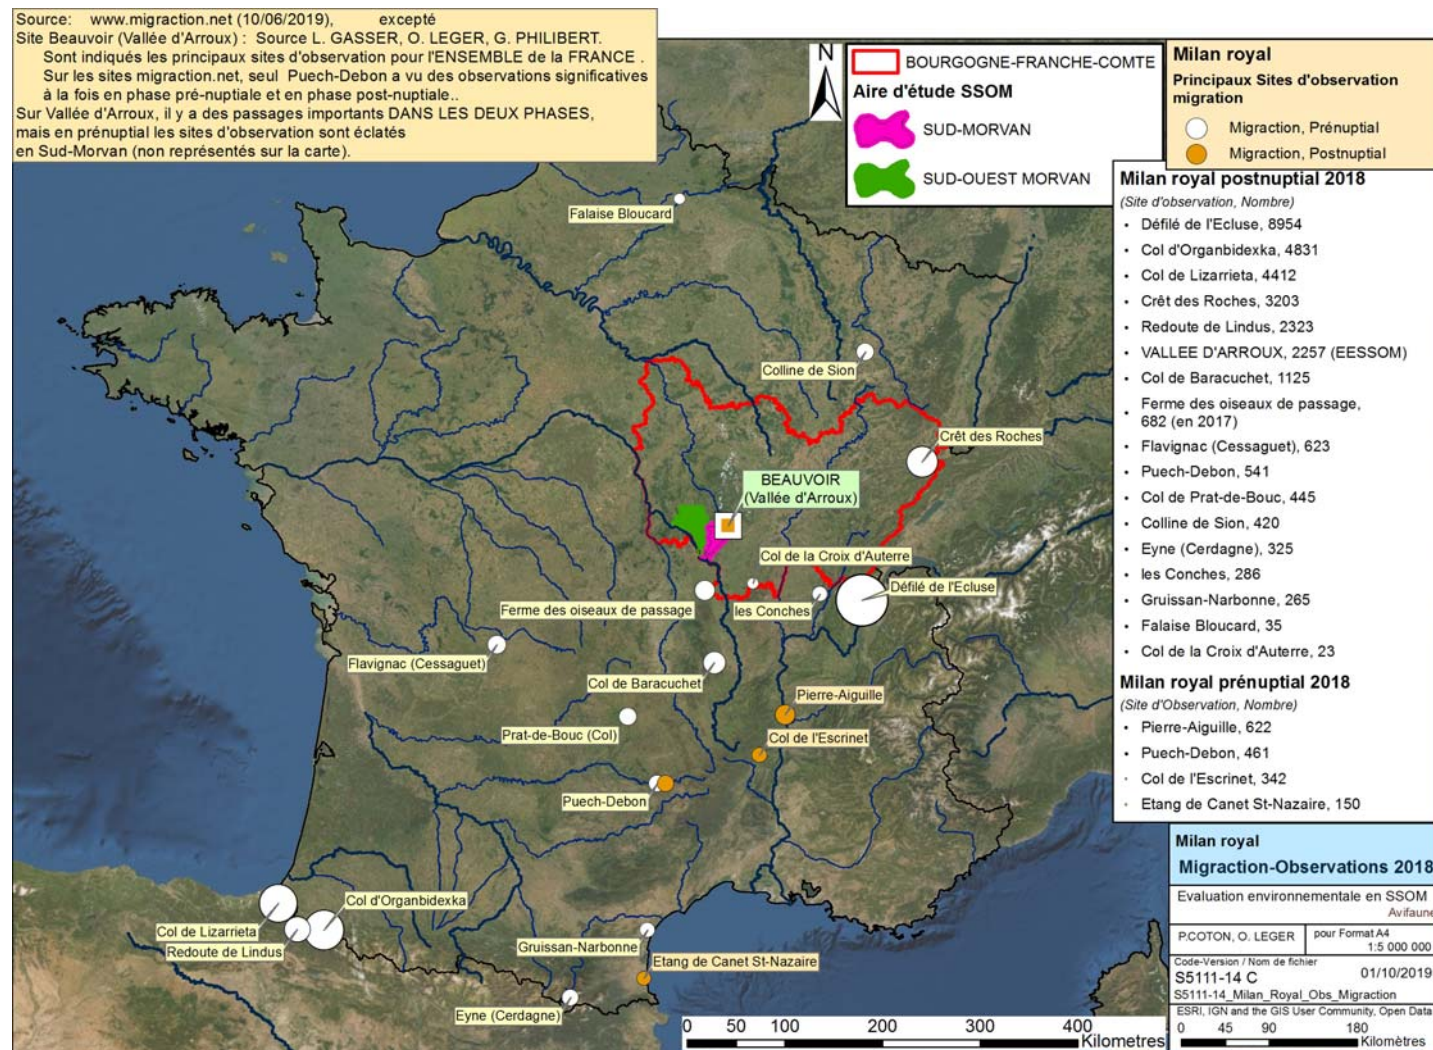 Source: www.migraction.net (10/06/2019), excepté
Site Beauvoir (Vallée d'Arroux) : Source L. GASSER, O. LEGER, G. PHILIBERT.
Sont indiqués les principaux sites d'observation pour l'ENSEMBLE de la FRANCE .
Sur les sites migraction.net, seul Puech-Debon a vu des observations significatives
à la fois en phase pré-nuptiale et en phase post-nuptiale..
Sur Vallée d'Arroux, il y a des passages importants DANS LES DEUX PHASES,
mais en prénuptial les sites d'observation sont éclatés
en Sud-Morvan (non représentés sur la carte).
N
BOURGOGNE-FRANCHE-COMTE
Aire d'étude SSOM
SUD-MORVAN
SUD-OUEST MORVAN
Milan royal
Principaux Sites d'observation
migration
Migraction, Prénuptial
Migraction, Postnuptial
Milan royal postnuptial 2018
(Site d'observation, Nombre)
• Défilé de l'Ecluse, 8954
• Col d'Organbidexka, 4831
• Col de Lizarrieta, 4412
• Crêt des Roches, 3203
• Redoute de Lindus, 2323
• VALLEE D'ARROUX, 2257 (EESSOM)
• Col de Baracuchet, 1125
• Ferme des oiseaux de passage,
682 (en 2017)
• Flavignac (Cessaguet), 623
• Puech-Debon, 541
• Col de Prat-de-Bouc, 445
• Colline de Sion, 420
• Eyne (Cerdagne), 325
• les Conches, 286
• Gruissan-Narbonne, 265
• Falaise Bloucard, 35
• Col de la Croix d'Auterre, 23
Milan royal prénuptial 2018
(Site d'Observation, Nombre)
• Pierre-Aiguille, 622
• Puech-Debon, 461
• Col de l'Escrinet, 342
• Etang de Canet St-Nazaire, 150
Falaise Bloucard
Colline de Sion
Crêt des Roches
BEAUVOIR
(Vallée d'Arroux)
Col de la Croix d'Auterre
Défilé de l'Ecluse
Ferme des oiseaux de passage
les Conches
Flavignac (Cessaguet)
Col de Baracuchet
Pierre-Aiguille
Prat-de-Bouc (Col)
Col de l'Escrinet
Puech-Debon
Col d'Organbidexka
Col de Lizarrieta
Redoute de Lindus
Gruissan-Narbonne
Etang de Canet St-Nazaire
Eyne (Cerdagne)
0 50 100 200 300 400
Kilometres
Milan royal
Migraction-Observations 2018
Evaluation environnementale en SSOM
Avifaune
P.COTON, O. LEGER
pour Format A4
1:5 000 000
Code-Version / Nom de fichier
S5111-14 C 01/10/2019
S5111-14_Milan_Royal_Obs_Migraction
ESRI, IGN and the GIS User Community, Open Data
0 45 90 180
Kilomètres